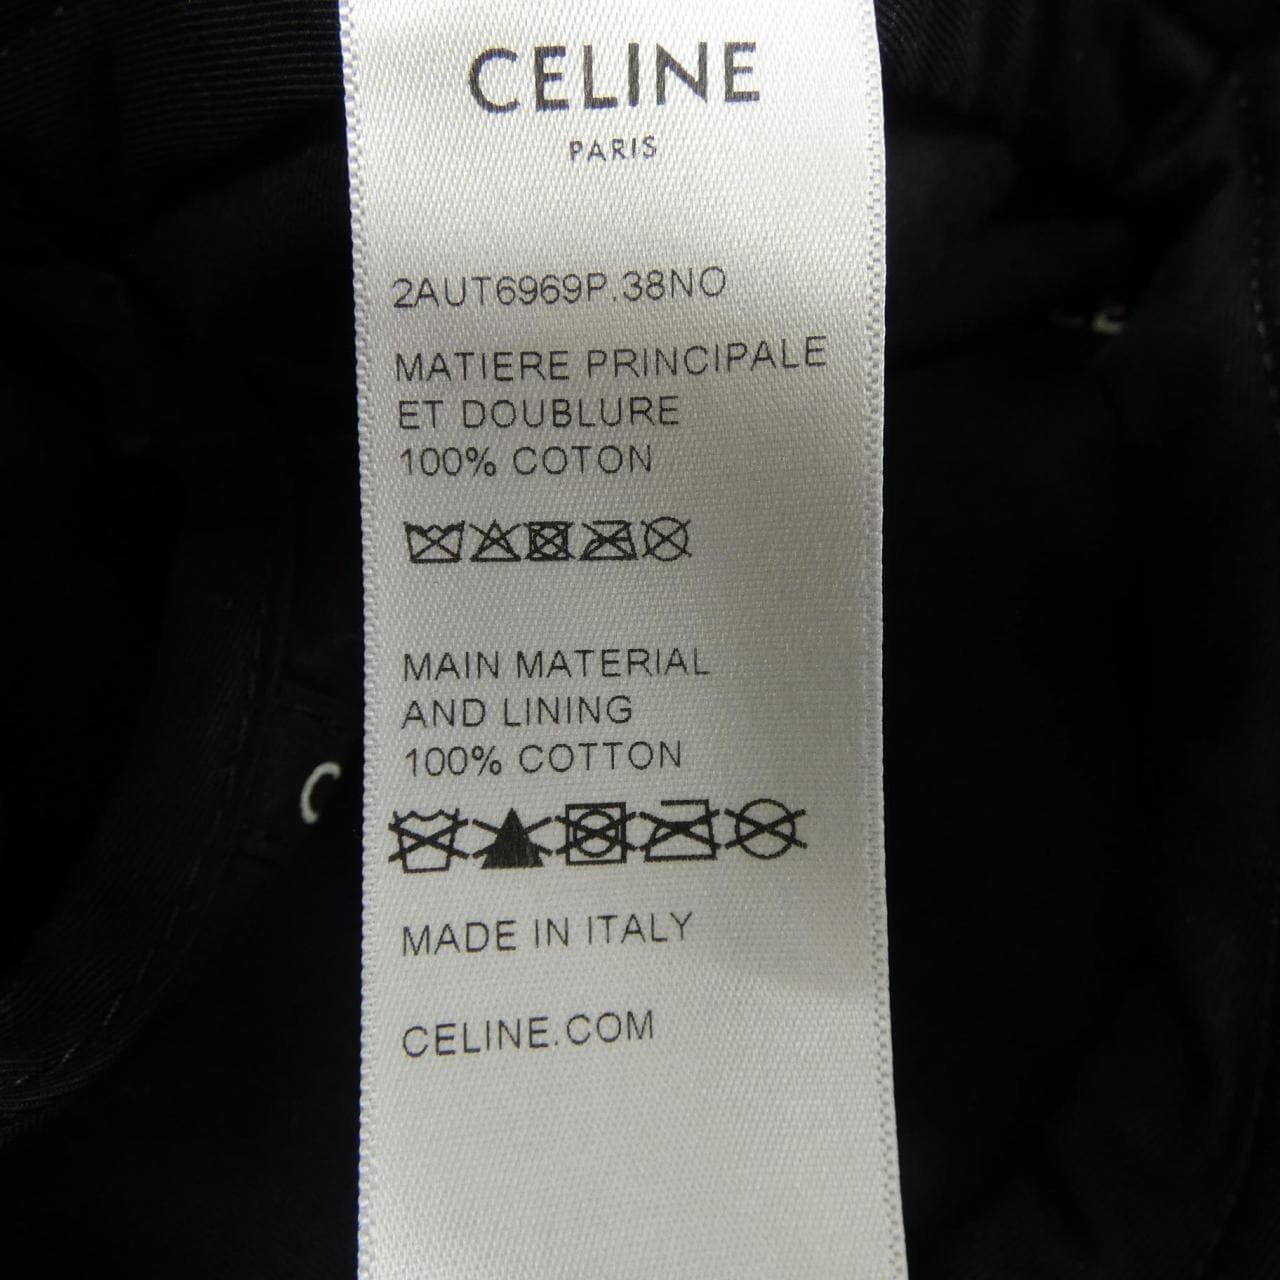 CELINE
PARIS
2AUT6969P.38NO
MATIERE PRINCIPALE
ET DOUBLURE
100% COTON
MAIN MATERIAL
AND LINING
100% COTTON
MADE IN ITALY
CELINE.COM